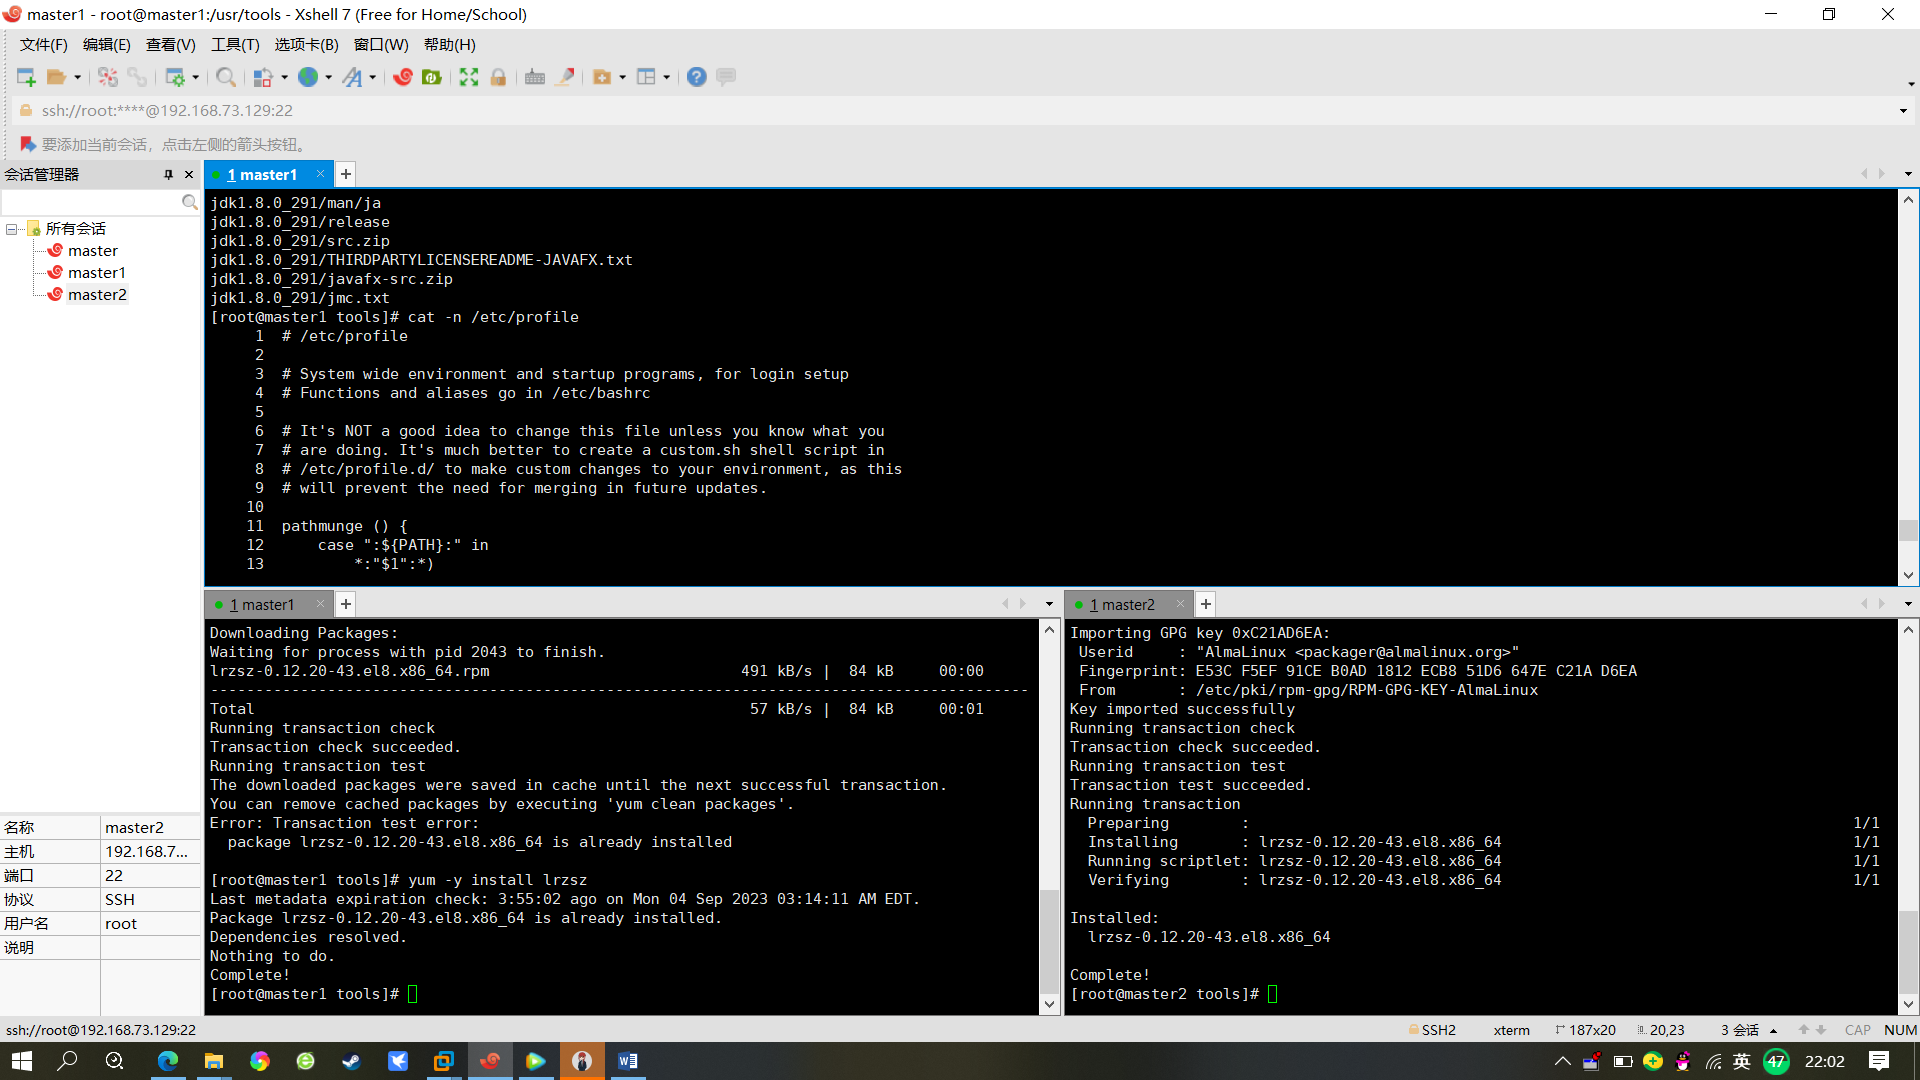 master1 - root@master1:/usr/tools - Xshell 7 (Free for Home/School)
文件(F) 编辑(E) 查看(V) 工具(T) 选项卡(B) 窗口(W) 帮助(H)
ssh://root:****@192.168.73.129:22
要添加当前会话，点击左侧的箭头按钮。
会话管理器
所有会话
master
master1
master2
名称 master2
主机 192.168.7...
端口 22
协议 SSH
用户名 root
说明
1 master1
jdk1.8.0_291/man/ja
jdk1.8.0_291/release
jdk1.8.0_291/src.zip
jdk1.8.0_291/THIRDPARTYLICENSEREADME-JAVAFX.txt
jdk1.8.0_291/javafx-src.zip
jdk1.8.0_291/jmc.txt
[root@master1 tools]# cat -n /etc/profile
1 # /etc/profile
2
3 # System wide environment and startup programs, for login setup
4 # Functions and aliases go in /etc/bashrc
5
6 # It's NOT a good idea to change this file unless you know what you
7 # are doing. It's much better to create a custom.sh shell script in
8 # /etc/profile.d/ to make custom changes to your environment, as this
9 # will prevent the need for merging in future updates.
10
11 pathmunge () {
12 case ":${PATH}:" in
13 *:"$1":*)
1 master1
Downloading Packages:
Waiting for process with pid 2043 to finish.
lrzsz-0.12.20-43.el8.x86_64.rpm 491 kB/s | 84 kB 00:00
-------------------------------------------------------------------------------------------
Total 57 kB/s | 84 kB 00:01
Running transaction check
Transaction check succeeded.
Running transaction test
The downloaded packages were saved in cache until the next successful transaction.
You can remove cached packages by executing 'yum clean packages'.
Error: Transaction test error:
package lrzsz-0.12.20-43.el8.x86_64 is already installed
[root@master1 tools]# yum -y install lrzsz
Last metadata expiration check: 3:55:02 ago on Mon 04 Sep 2023 03:14:11 AM EDT.
Package lrzsz-0.12.20-43.el8.x86_64 is already installed.
Dependencies resolved.
Nothing to do.
Complete!
[root@master1 tools]#
1 master2
Importing GPG key 0xC21AD6EA:
Userid : "AlmaLinux <packager@almalinux.org>"
Fingerprint: E53C F5EF 91CE B0AD 1812 ECB8 51D6 647E C21A D6EA
From : /etc/pki/rpm-gpg/RPM-GPG-KEY-AlmaLinux
Key imported successfully
Running transaction check
Transaction check succeeded.
Running transaction test
Transaction test succeeded.
Running transaction
Preparing : 1/1
Installing : lrzsz-0.12.20-43.el8.x86_64 1/1
Running scriptlet: lrzsz-0.12.20-43.el8.x86_64 1/1
Verifying : lrzsz-0.12.20-43.el8.x86_64 1/1
Installed:
lrzsz-0.12.20-43.el8.x86_64
Complete!
[root@master2 tools]#
ssh://root@192.168.73.129:22 SSH2 xterm 187x20 20,23 3 会话 CAP NUM
英 47 22:02